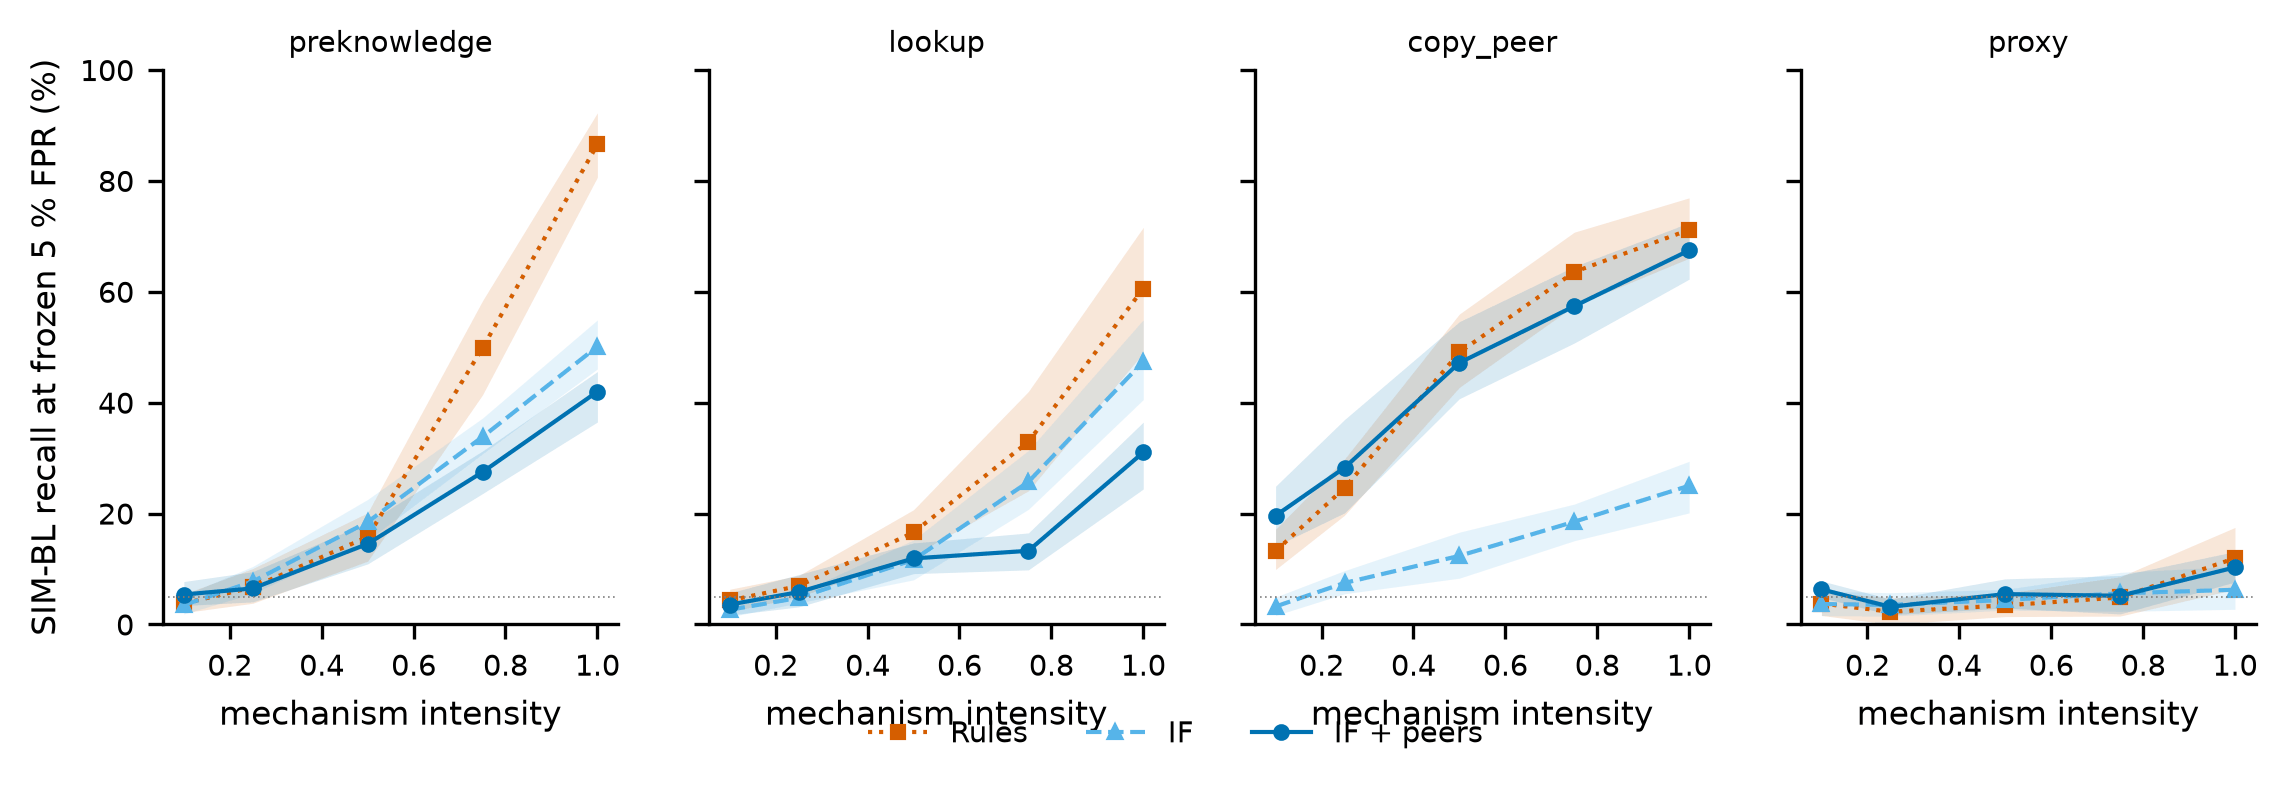 preknowledge
lookup
copy_peer
proxy
SIM-BL recall at frozen 5 % FPR (%)
100
80
60
40
20
0
0.2 0.4 0.6 0.8 1.0
0.2 0.4 0.6 0.8 1.0
0.2 0.4 0.6 0.8 1.0
0.2 0.4 0.6 0.8 1.0
mechanism intensity
mechanism intensity
mechanism intensity
mechanism intensity
Rules
IF
IF + peers